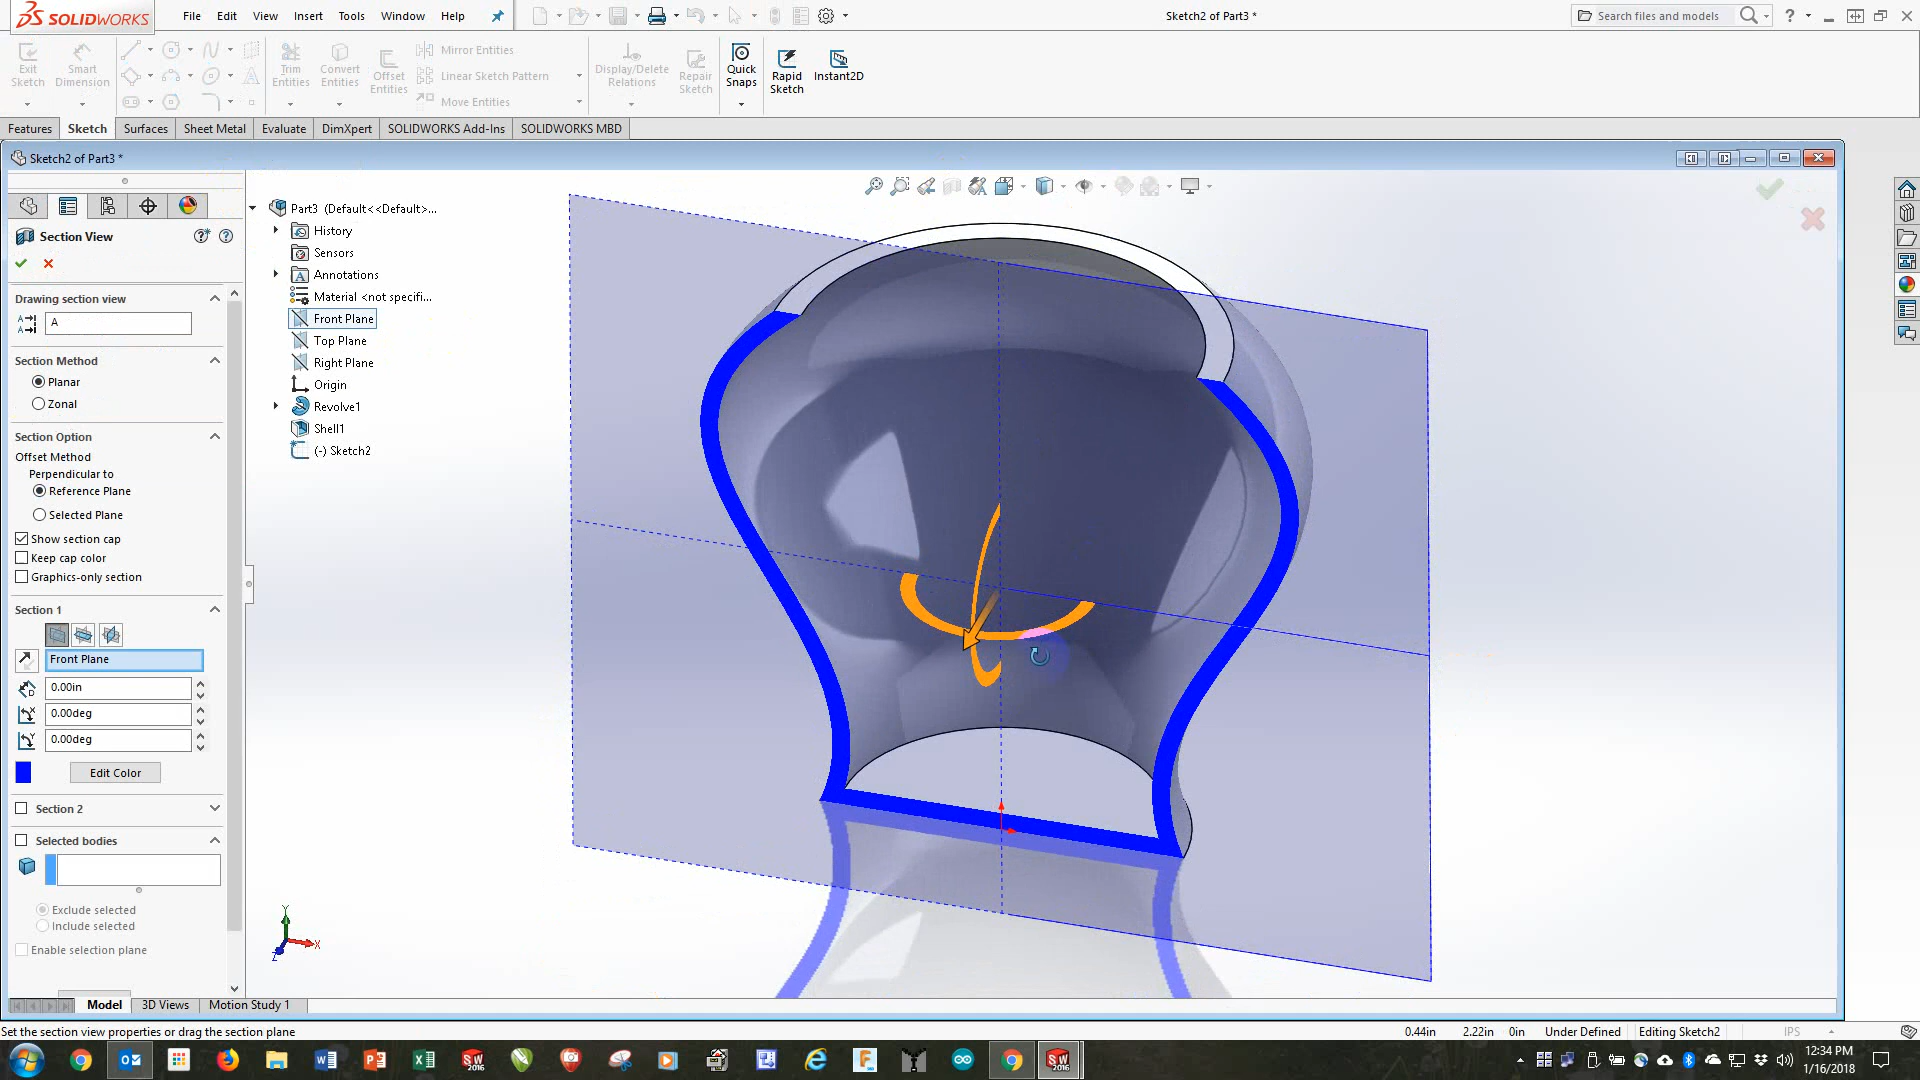 SOLIDWORKS
File Edit View Insert Tools Window Help
Sketch2 of Part3 *
Search files and models
Exit Sketch
Smart Dimension
Trim Entities
Convert Entities
Offset Entities
Mirror Entities
Linear Sketch Pattern
Move Entities
Display/Delete Relations
Repair Sketch
Quick Snaps
Rapid Sketch
Instant2D
Features Sketch Surfaces Sheet Metal Evaluate DimXpert SOLIDWORKS Add-Ins SOLIDWORKS MBD
Sketch2 of Part3 *
Section View
Drawing section view
A
Section Method
Planar
Zonal
Section Option
Offset Method
Perpendicular to
Reference Plane
Selected Plane
Show section cap
Keep cap color
Graphics-only section
Section 1
Front Plane
0.00in
0.00deg
0.00deg
Edit Color
Section 2
Selected bodies
Exclude selected
Include selected
Enable selection plane
Part3 (Default<<Default>...
History
Sensors
Annotations
Material <not specifi...
Front Plane
Top Plane
Right Plane
Origin
Revolve1
Shell1
(-) Sketch2
Y
X
Z
Model 3D Views Motion Study 1
Set the section view properties or drag the section plane
0.44in 2.22in 0in Under Defined Editing Sketch2 IPS
12:34 PM
1/16/2018